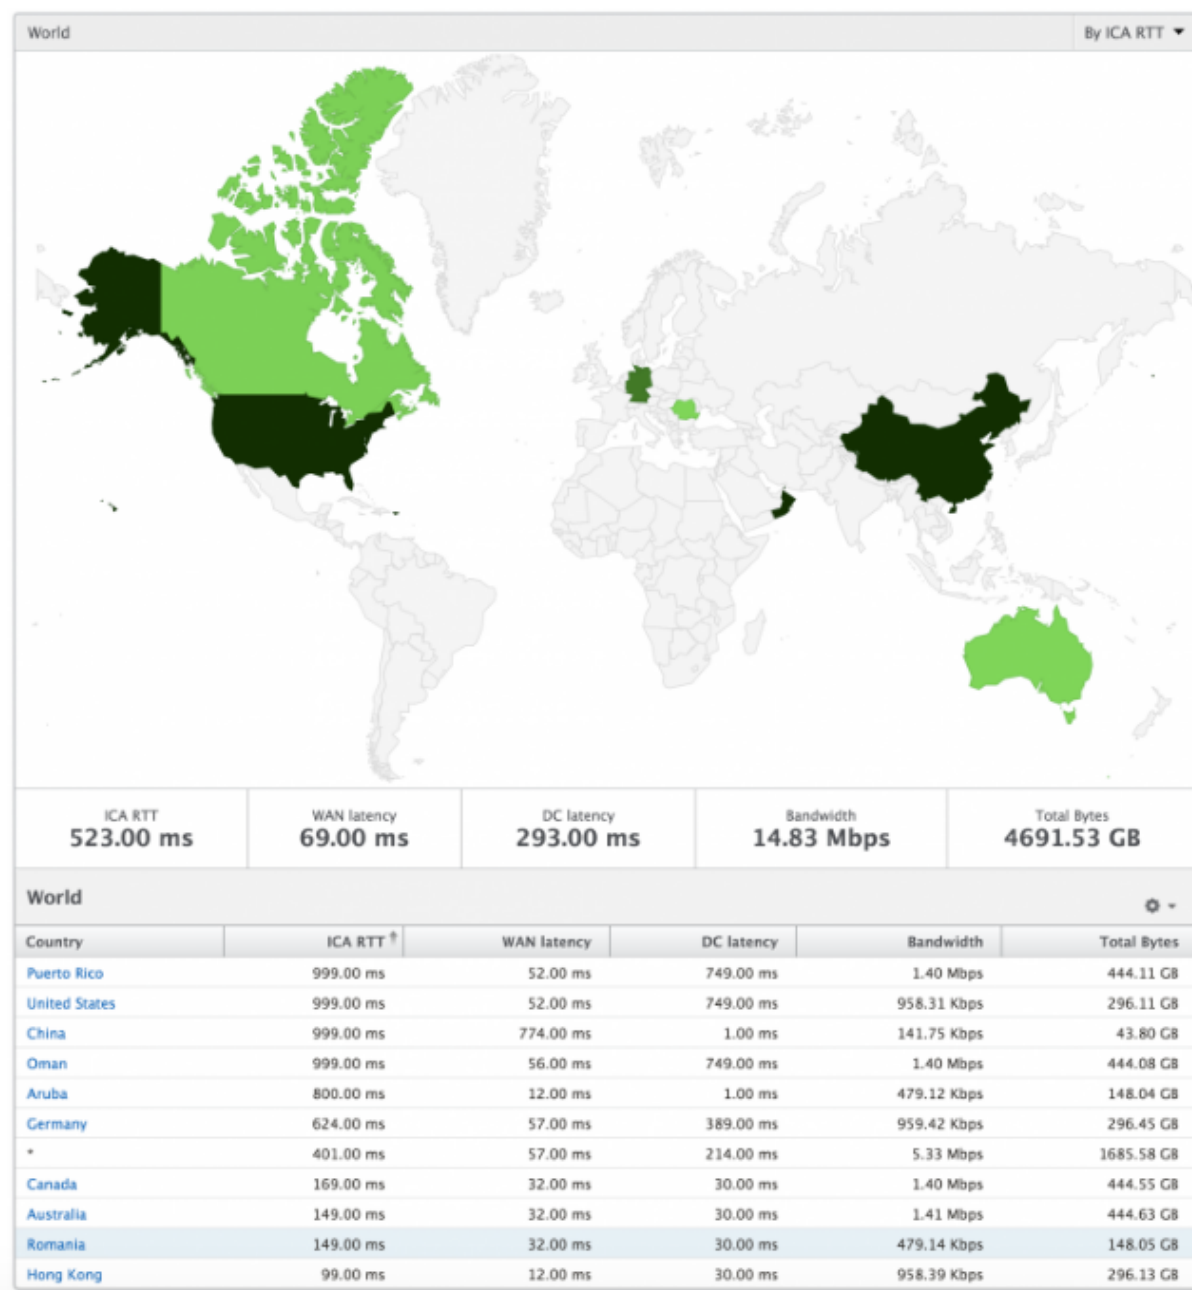 World By ICA RTT
ICA RTT WAN latency DC latency Bandwidth Total Bytes
523.00 ms 69.00 ms 293.00 ms 14.83 Mbps 4691.53 GB
World
Country ICA RTT WAN latency DC latency Bandwidth Total Bytes
Puerto Rico 999.00 ms 52.00 ms 749.00 ms 1.40 Mbps 444.11 GB
United States 999.00 ms 52.00 ms 749.00 ms 958.31 Kbps 296.11 GB
China 999.00 ms 774.00 ms 1.00 ms 141.75 Kbps 43.80 GB
Oman 999.00 ms 56.00 ms 749.00 ms 1.40 Mbps 444.08 GB
Aruba 800.00 ms 12.00 ms 1.00 ms 479.12 Kbps 148.04 GB
Germany 624.00 ms 57.00 ms 389.00 ms 959.42 Kbps 296.45 GB
* 401.00 ms 57.00 ms 214.00 ms 5.33 Mbps 1685.58 GB
Canada 169.00 ms 32.00 ms 30.00 ms 1.40 Mbps 444.55 GB
Australia 149.00 ms 32.00 ms 30.00 ms 1.41 Mbps 444.63 GB
Romania 149.00 ms 32.00 ms 30.00 ms 479.14 Kbps 148.05 GB
Hong Kong 99.00 ms 12.00 ms 30.00 ms 958.39 Kbps 296.13 GB